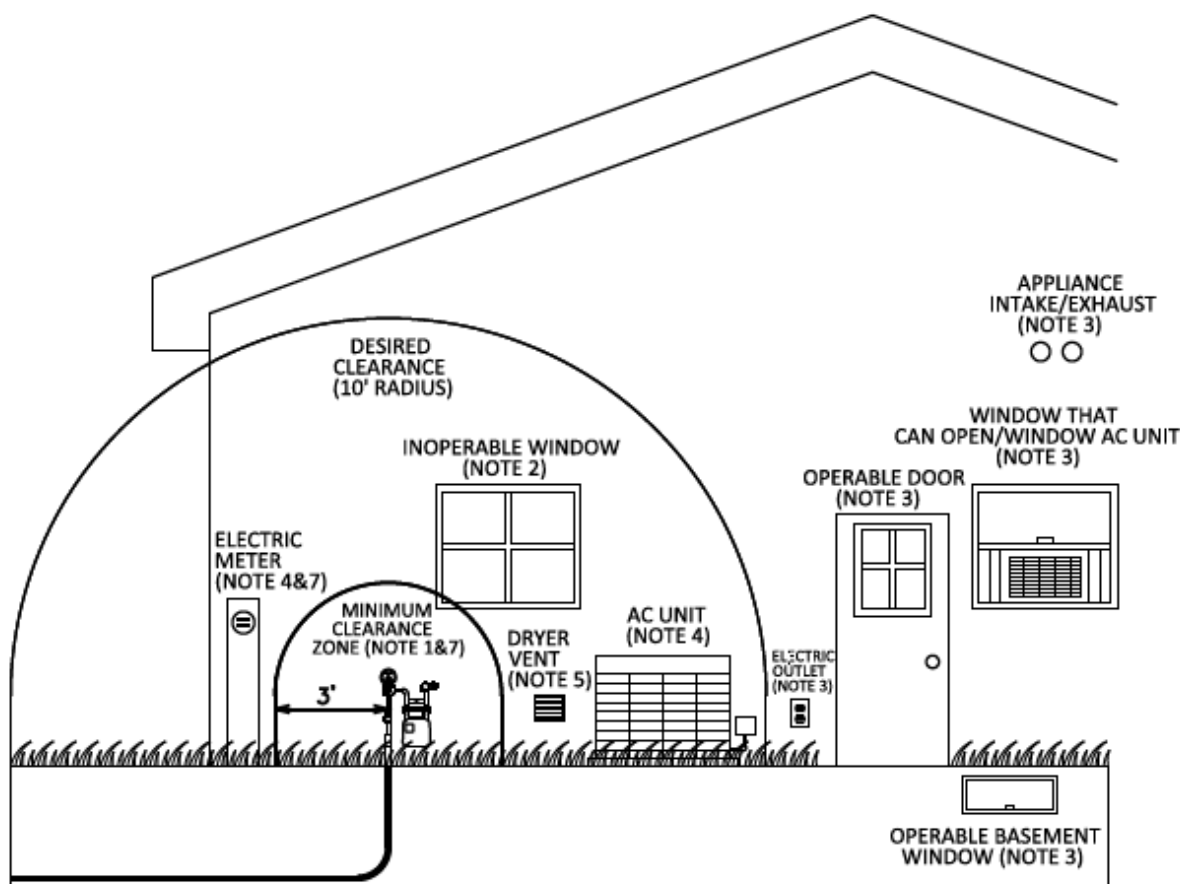 APPLIANCE
INTAKE/EXHAUST
(NOTE 3)
DESIRED
CLEARANCE
(10' RADIUS)
WINDOW THAT
CAN OPEN/WINDOW AC UNIT
(NOTE 3)
INOPERABLE WINDOW
(NOTE 2)
OPERABLE DOOR
(NOTE 3)
ELECTRIC
METER
(NOTE 4&7)
MINIMUM
CLEARANCE
ZONE (NOTE 1&7)
3'
DRYER
VENT
(NOTE 5)
AC UNIT
(NOTE 4)
ELECTRIC
OUTLET
(NOTE 3)
OPERABLE BASEMENT
WINDOW (NOTE 3)